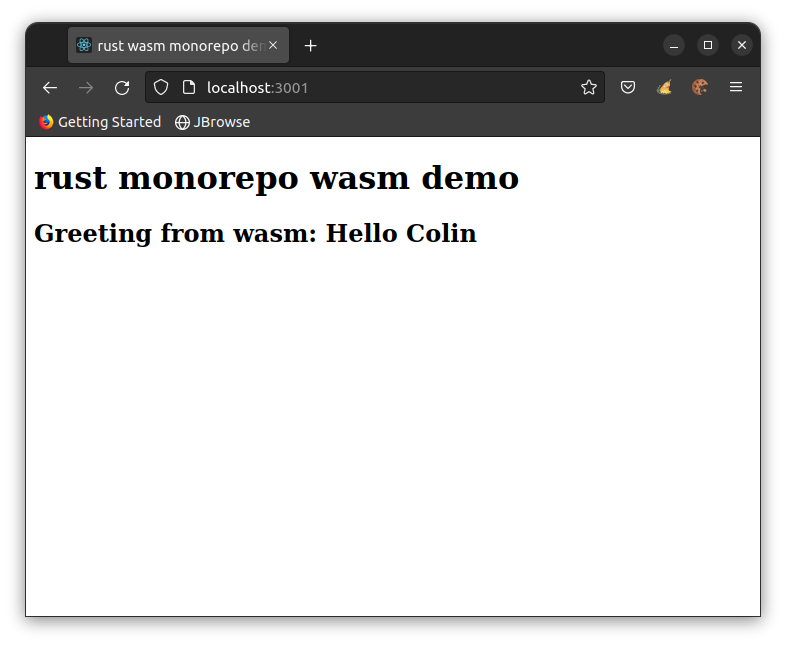 rust wasm monorepo den
localhost:3001
Getting Started
JBrowse
rust monorepo wasm demo
Greeting from wasm: Hello Colin